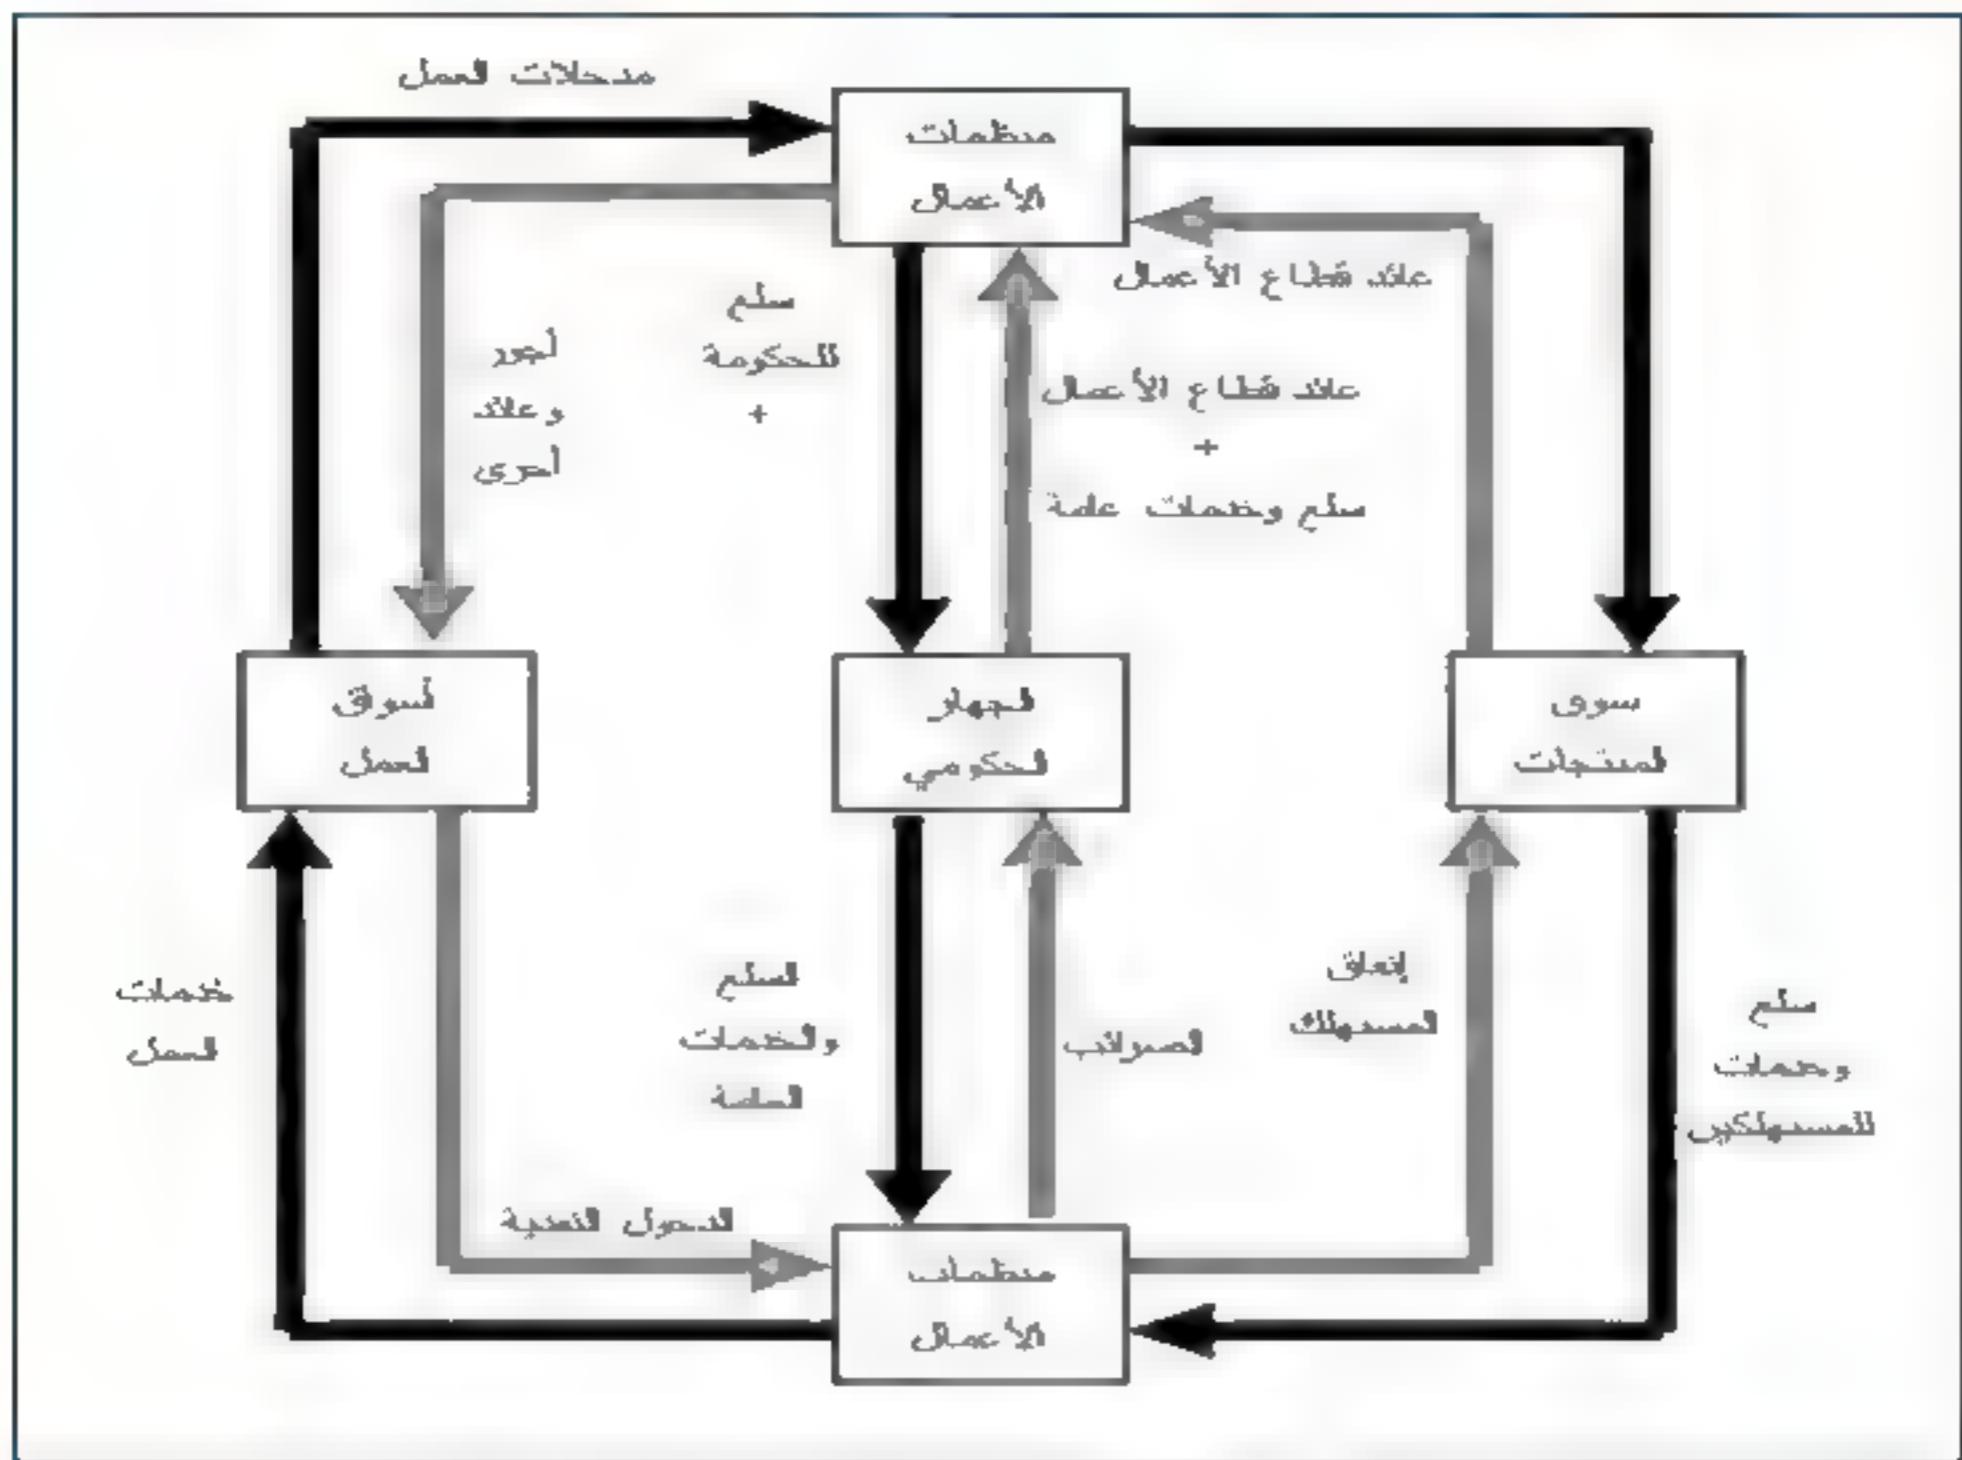 مدخلات العمل
منظمات
الأعمال
عائد قطاع الأعمال
سلع
للحكومة
+
أجور
وعائد
أخرى
عائد قطاع الأعمال
+
سلع وخدمات عامة
سوق
المنتجات
الجهاز
الحكومي
أسواق
العمل
إنفاق
المستهلك
سلع
وخدمات
للمستهلكين
الضرائب
السلع
والخدمات
العامة
خدمات
العمل
الدخول النقدية
منظمات
الأعمال